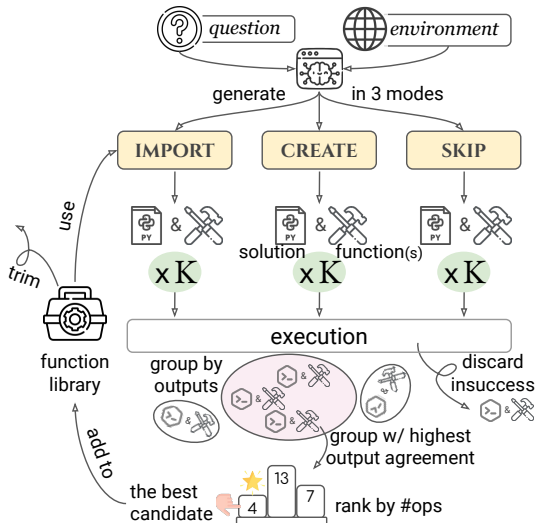 question
environment
generate
in 3 modes
IMPORT
CREATE
SKIP
use
PY
&
PY
&
PY
&
solution
function(s)
x K
x K
x K
trim
execution
function
library
group by
outputs
discard
insuccess
&
&
&
&
&
&
group w/ highest
output agreement
add to
the best
candidate
4
13
7
rank by #ops